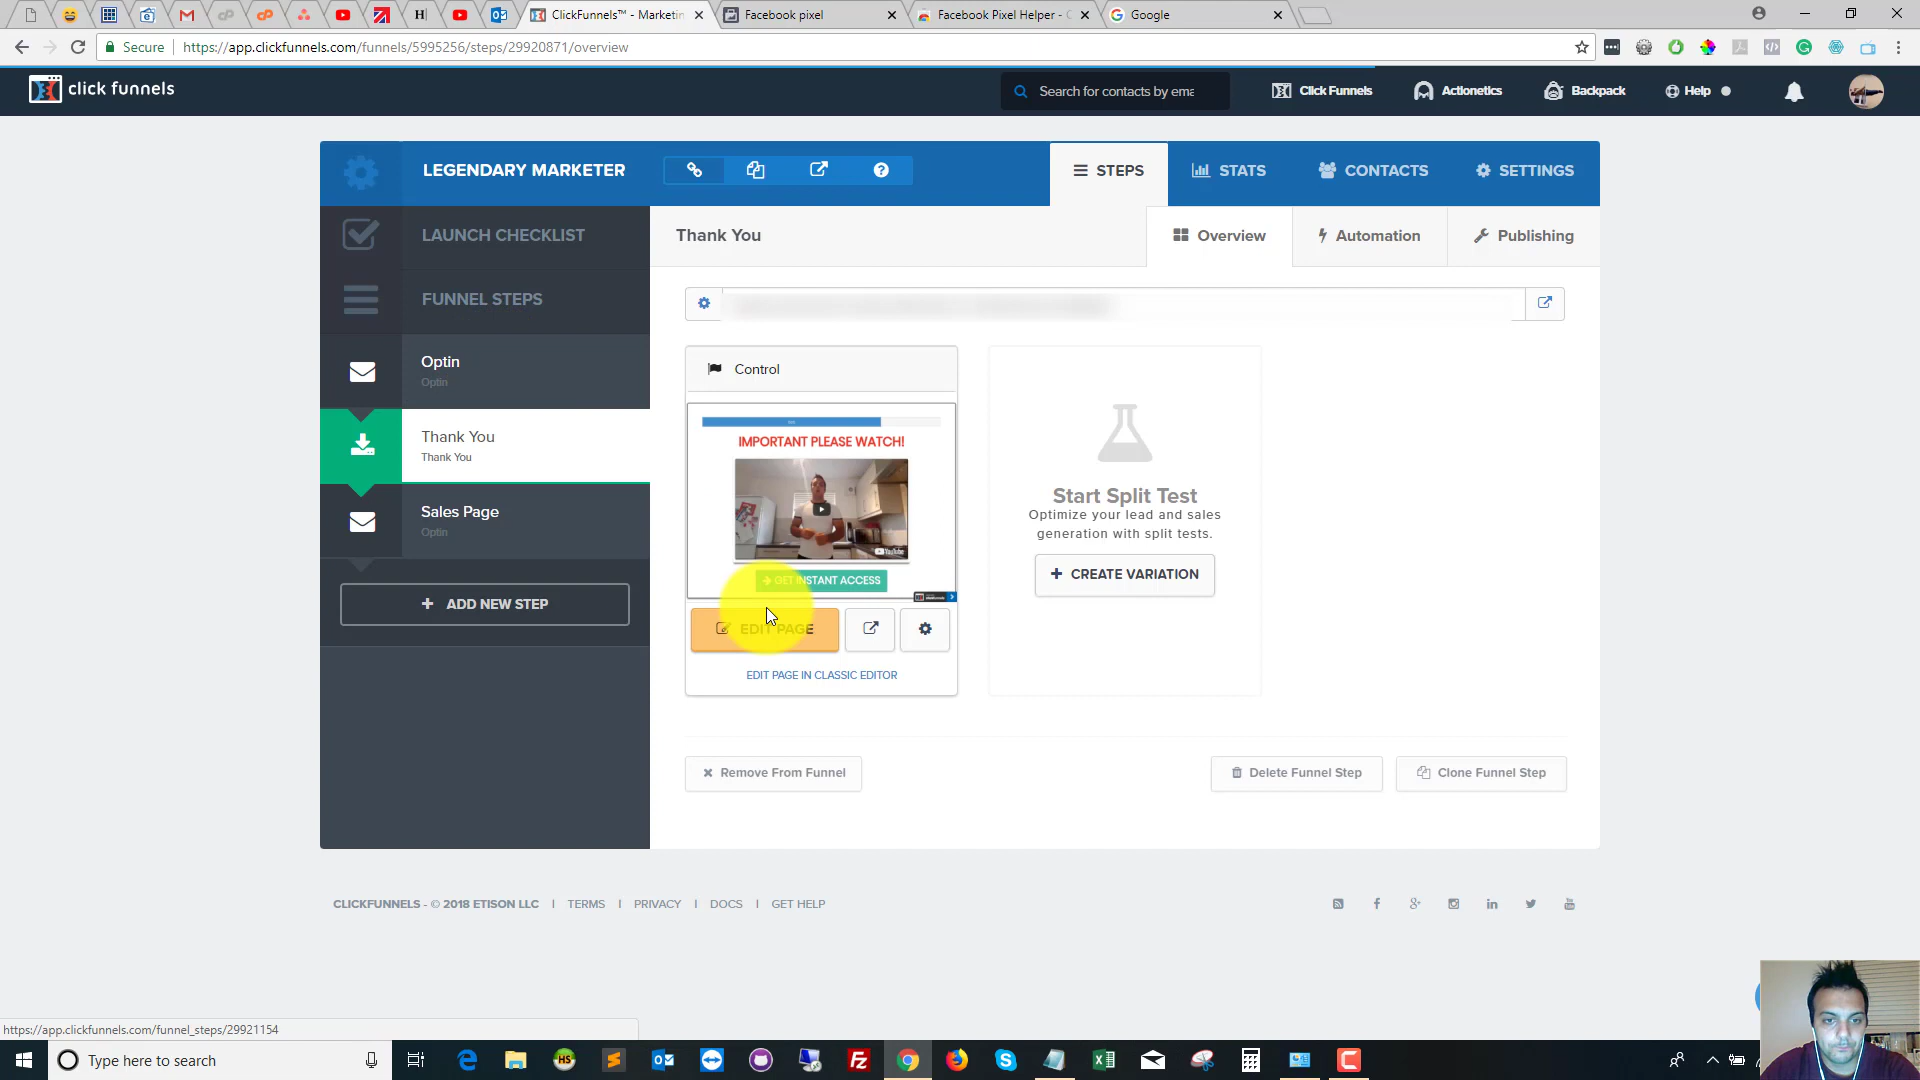 ClickFunnels™ - Marketin
Facebook pixel
Facebook Pixel Helper - C
Google
Secure
https://app.clickfunnels.com/funnels/5995256/steps/29920871/overview
click funnels
Search for contacts by ema
Click Funnels
Actionetics
Backpack
Help
LEGENDARY MARKETER
STEPS
STATS
CONTACTS
SETTINGS
LAUNCH CHECKLIST
Thank You
Overview
Automation
Publishing
FUNNEL STEPS
Optin
Optin
Control
Thank You
Thank You
IMPORTANT PLEASE WATCH!
YouTube
GET INSTANT ACCESS
Start Split Test
Optimize your lead and sales
generation with split tests.
CREATE VARIATION
Sales Page
Optin
ADD NEW STEP
EDIT PAGE
EDIT PAGE IN CLASSIC EDITOR
Remove From Funnel
Delete Funnel Step
Clone Funnel Step
CLICKFUNNELS - © 2018 ETISON LLC | TERMS | PRIVACY | DOCS | GET HELP
https://app.clickfunnels.com/funnel_steps/29921154
Type here to search